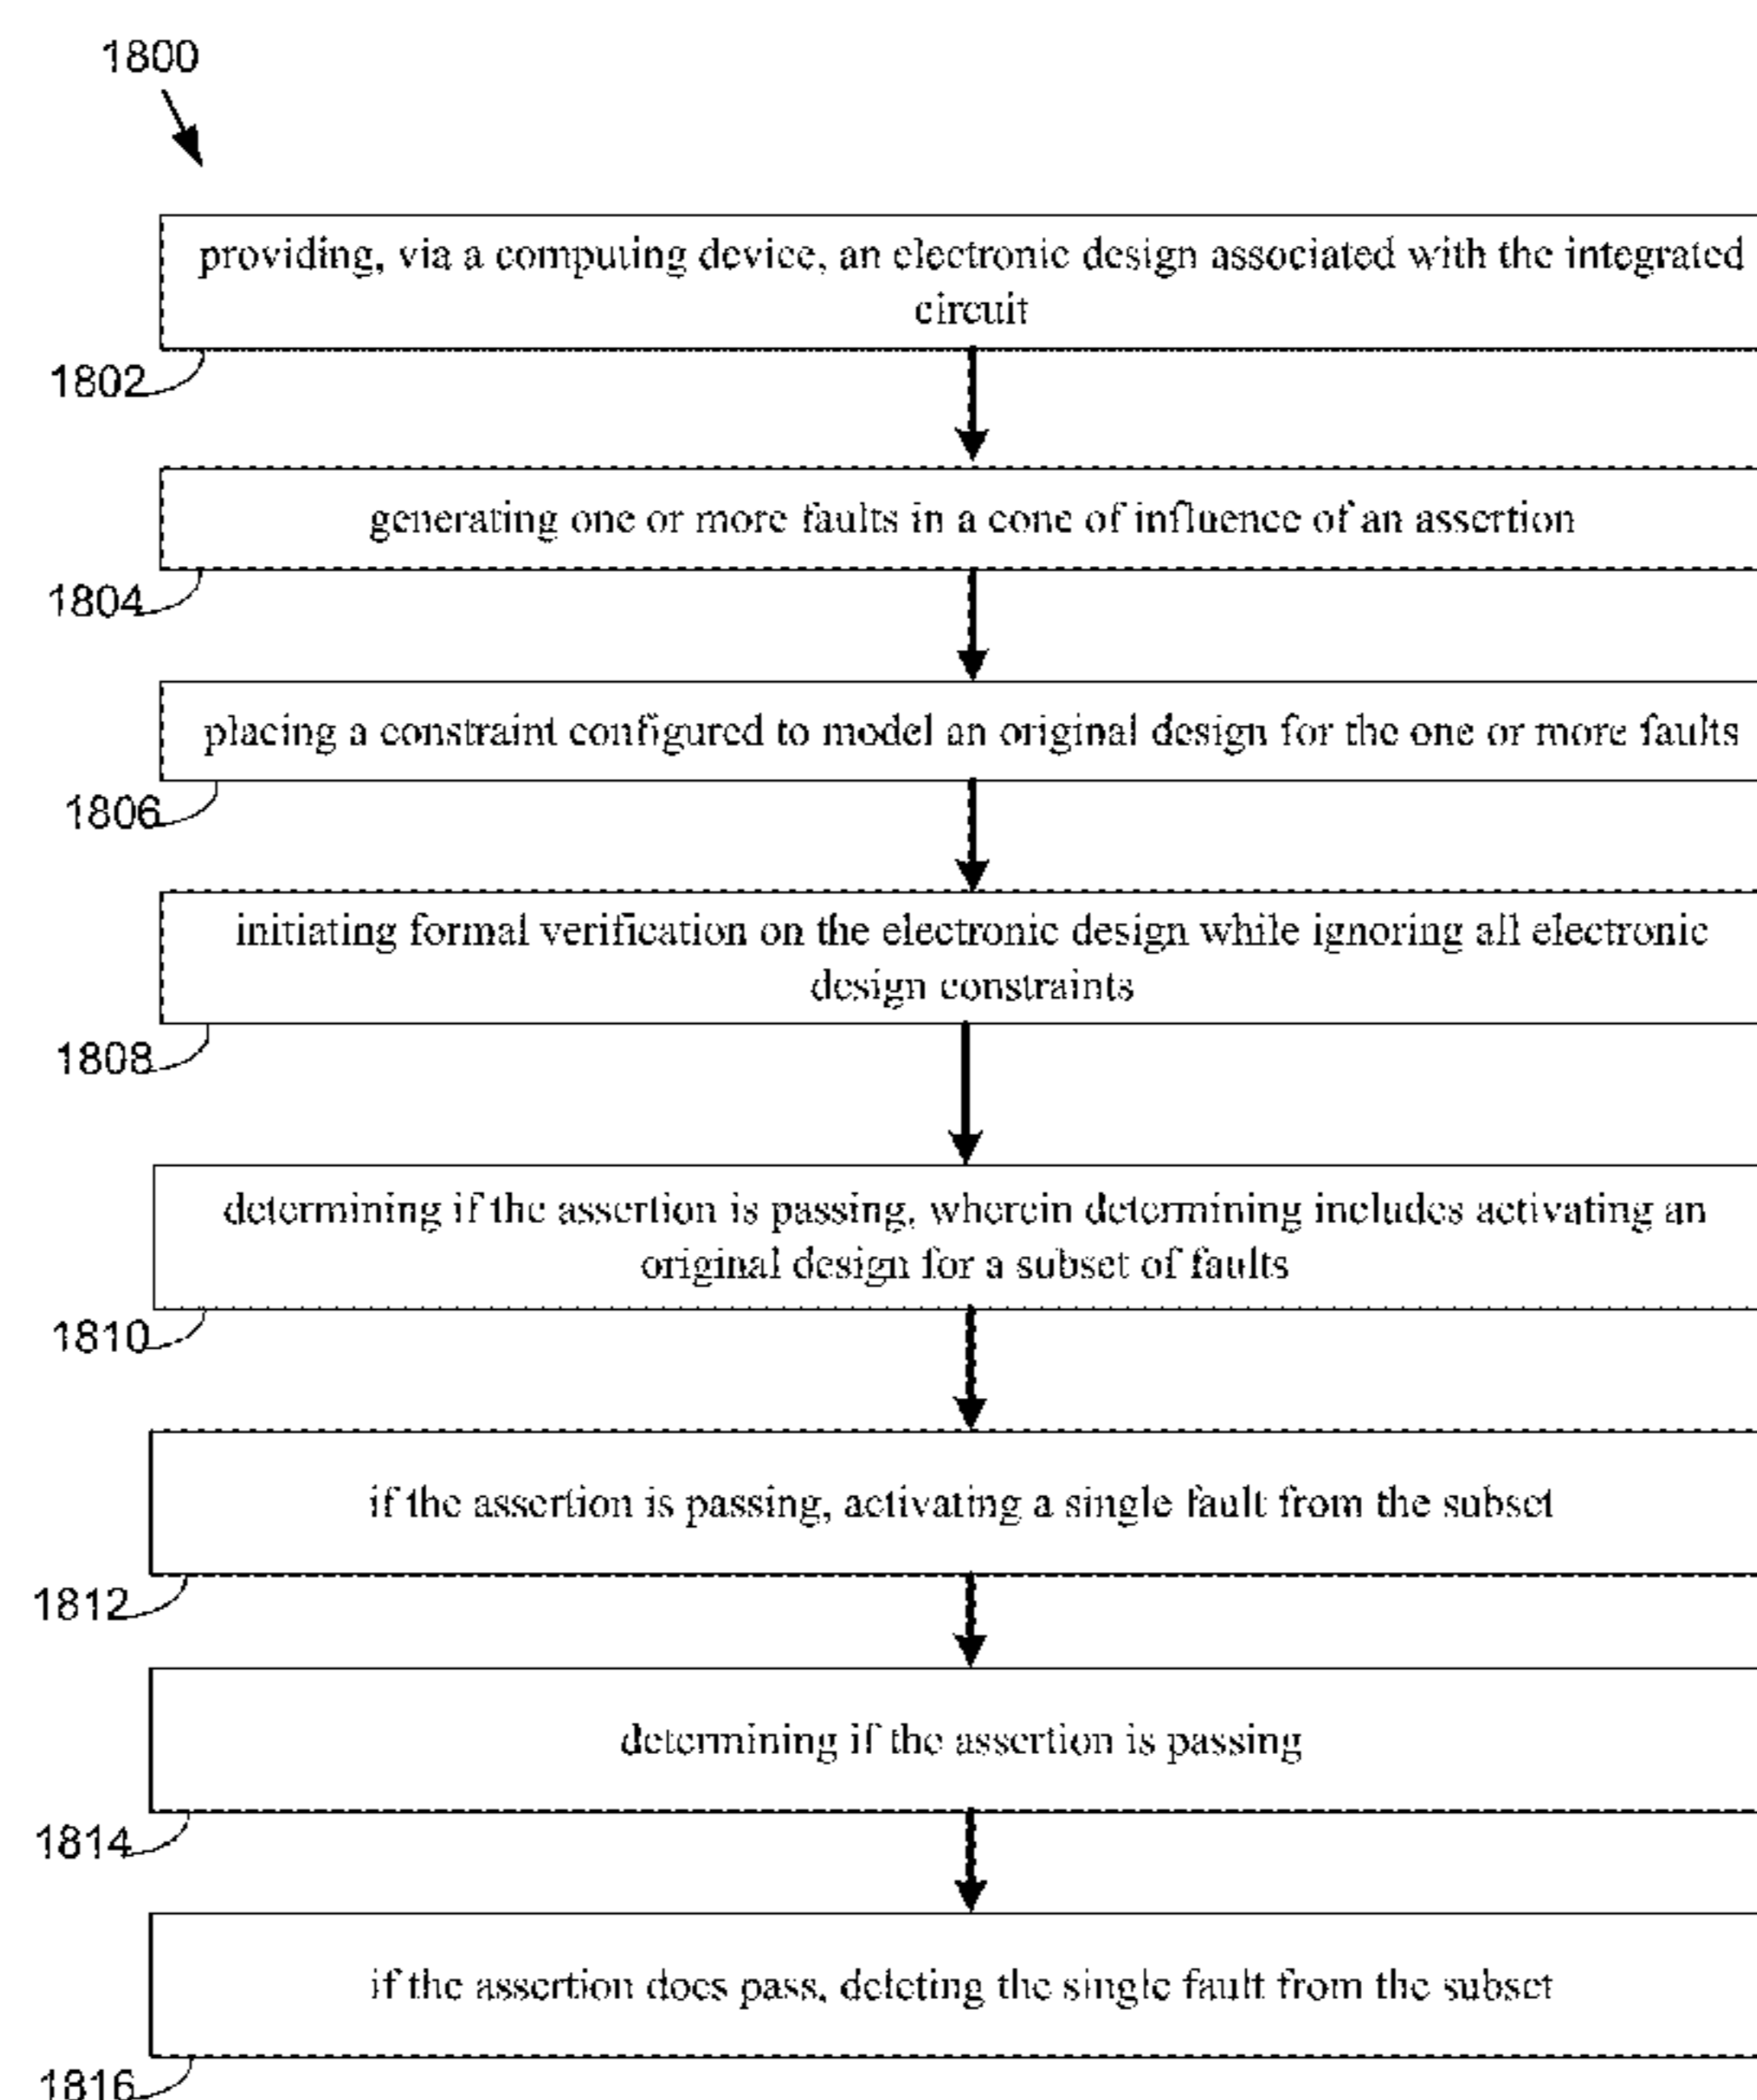 1800
providing, via a computing device, an electronic design associated with the integrated
circuit
1802
generating one or more faults in a cone of influence of an assertion
1804
placing a constraint configured to model an original design for the one or more faults
1806
initiating formal verification on the electronic design while ignoring all electronic
design constraints
1808
determining if the assertion is passing, wherein determining includes activating an
original design for a subset of faults
1810
if the assertion is passing, activating a single fault from the subset
1812
determining if the assertion is passing
1814
if the assertion does pass, deleting the single fault from the subset
1816